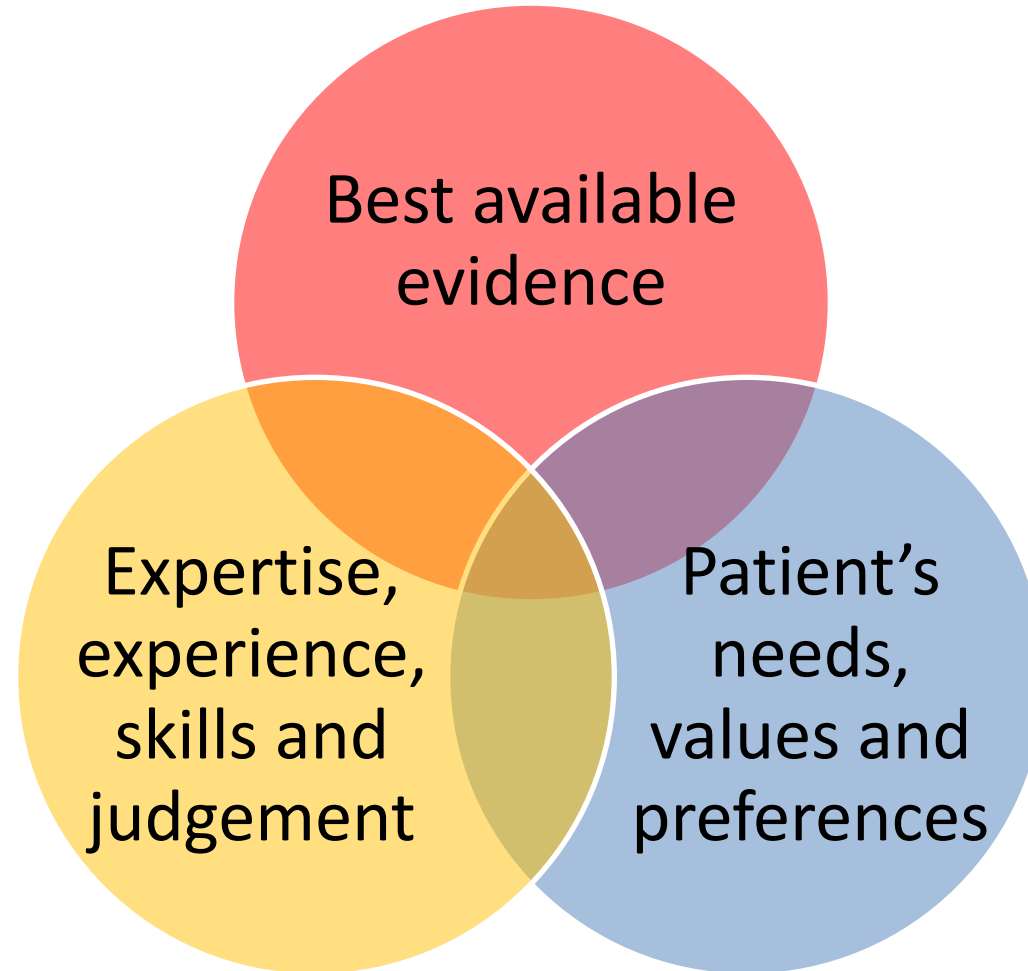 Best available
evidence
Expertise,
experience,
skills and
judgement
Patient’s
needs,
values and
preferences